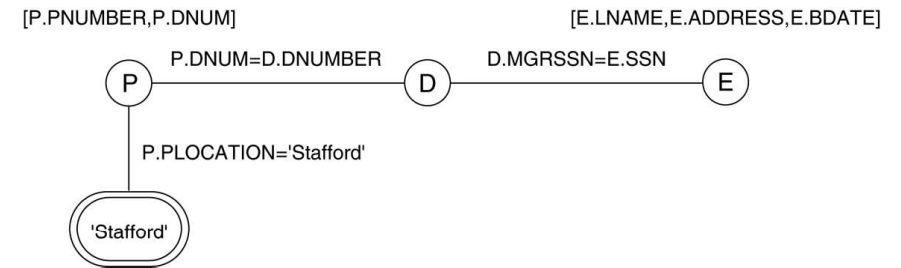 [P.PNUMBER,P.DNUM]
[E.LNAME,E.ADDRESS,E.BDATE]
P.DNUM=D.DNUMBER
D.MGRSSN=E.SSN
P
D
E
P.PLOCATION='Stafford'
'Stafford'